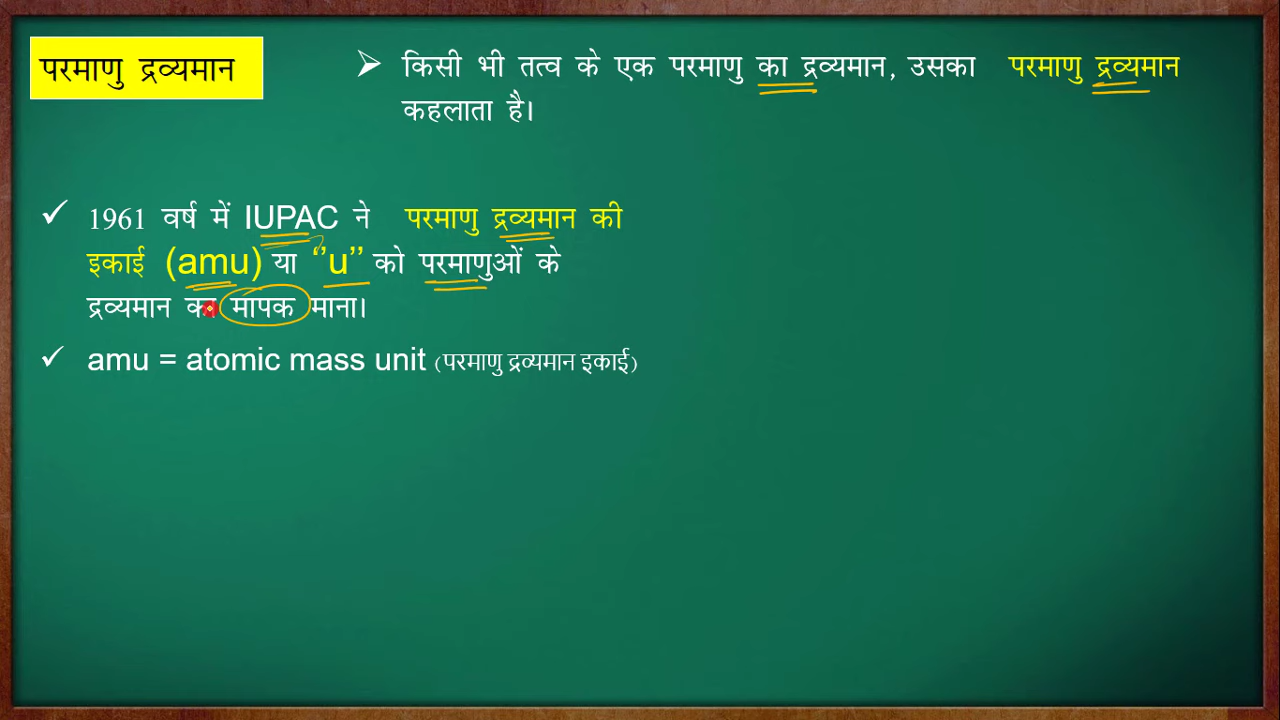 परमाणु द्रव्यमान
किसी भी तत्व के एक परमाणु का द्रव्यमान, उसका परमाणु द्रव्यमान
कहलाता है।
1961 वर्ष में IUPAC ने परमाणु द्रव्यमान की
इकाई (amu) या ‘’u’’ को परमाणुओं के
द्रव्यमान का मापक माना।
amu = atomic mass unit (परमाणु द्रव्यमान इकाई)